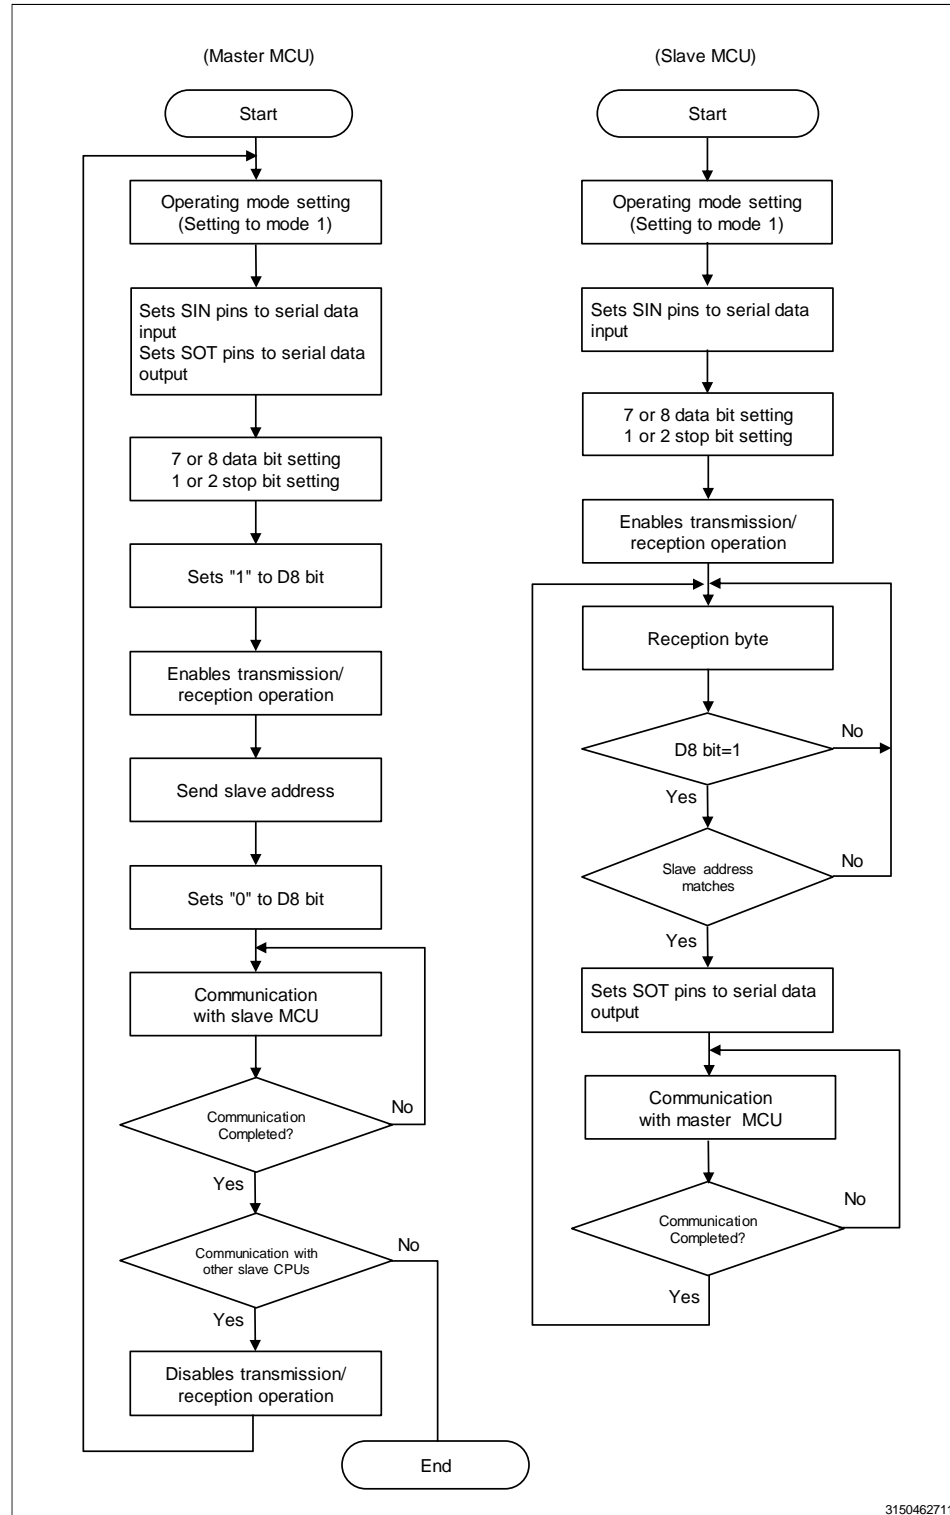 (Master MCU)
Start
Operating mode setting
(Setting to mode 1)
Sets SIN pins to serial data
input
Sets SOT pins to serial data
output
7 or 8 data bit setting
1 or 2 stop bit setting
Sets "1" to D8 bit
Enables transmission/
reception operation
Send slave address
Sets "0" to D8 bit
Communication
with slave MCU
Communication
Completed?
No
Yes
Communication with
other slave CPUs
No
Yes
Disables transmission/
reception operation
End
(Slave MCU)
Start
Operating mode setting
(Setting to mode 1)
Sets SIN pins to serial data
input
7 or 8 data bit setting
1 or 2 stop bit setting
Enables transmission/
reception operation
Reception byte
D8 bit=1
No
Yes
Slave address
matches
No
Yes
Sets SOT pins to serial data
output
Communication
with master MCU
Communication
Completed?
No
Yes
3150462711